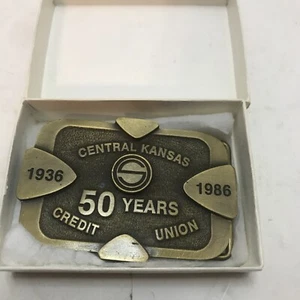 CENTRAL KANSAS
1936
1986
50 YEARS
CREDIT UNION